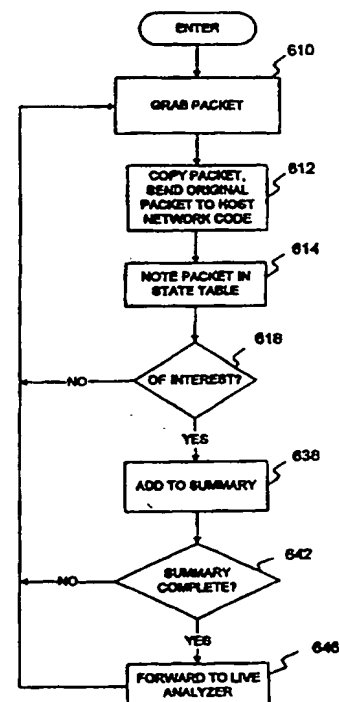 ENTER
610
GRAB PACKET
612
COPY PACKET,
SEND ORIGINAL
PACKET TO HOST
NETWORK CODE
614
NOTE PACKET IN
STATE TABLE
618
OF INTEREST?
NO
YES
638
ADD TO SUMMARY
642
SUMMARY
COMPLETE?
NO
YES
646
FORWARD TO LIVE
ANALYZER